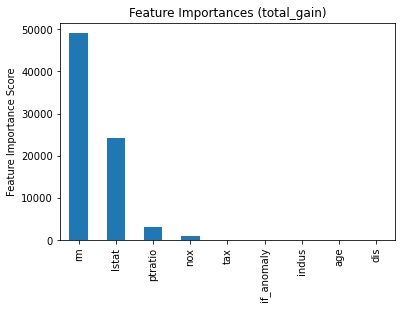 Feature Importances (total_gain)
Feature Importance Score
50000
40000
30000
20000
10000
0
rm
lstat
ptratio
nox
tax
if_anomaly
indus
age
dis